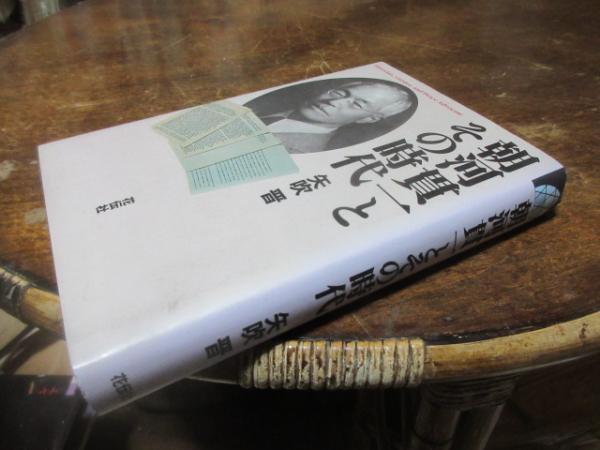 朝河貫一と
その時代
矢吹 晋
花伝社
朝河貫一とその時代
矢吹 晋
花伝